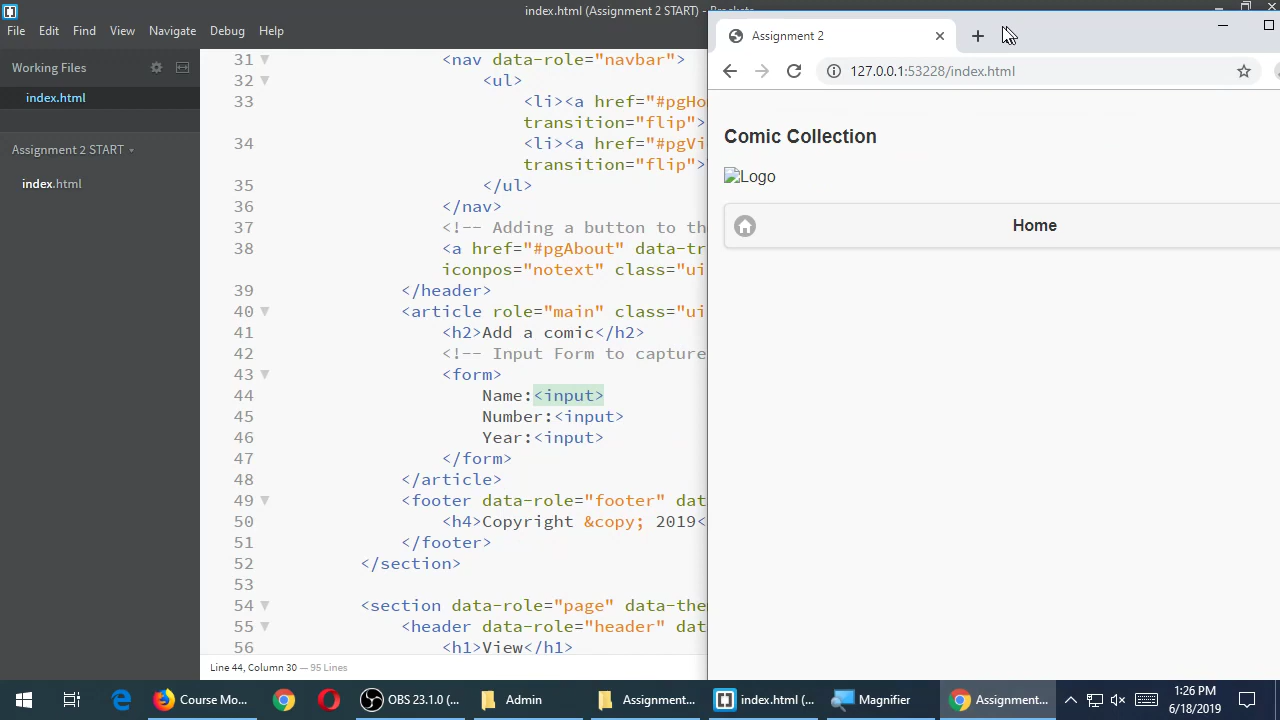 index.html (Assignment 2 START) - Brackets
File Edit Find View Navigate Debug Help
Working Files
index.html
Assignment 2 START
index.html
31 <nav data-role="navbar">
32 <ul>
33 <li><a href="#pgHo
transition="flip">
34 <li><a href="#pgVi
transition="flip">
35 </ul>
36 </nav>
37 <!-- Adding a button to th
38 <a href="#pgAbout" data-tr
iconpos="notext" class="ui
39 </header>
40 <article role="main" class="ui
41 <h2>Add a comic</h2>
42 <!-- Input Form to capture
43 <form>
44 Name:<input>
45 Number:<input>
46 Year:<input>
47 </form>
48 </article>
49 <footer data-role="footer" dat
50 <h4>Copyright &copy; 2019<
51 </footer>
52 </section>
53
54 <section data-role="page" data-the
55 <header data-role="header" dat
56 <h1>View</h1>
Line 44, Column 30 — 95 Lines
Assignment 2
127.0.0.1:53228/index.html
Comic Collection
Logo
Home
Course Mo...
OBS 23.1.0 (...
Admin
Assignment...
index.html (...
Magnifier
Assignment...
1:26 PM
6/18/2019